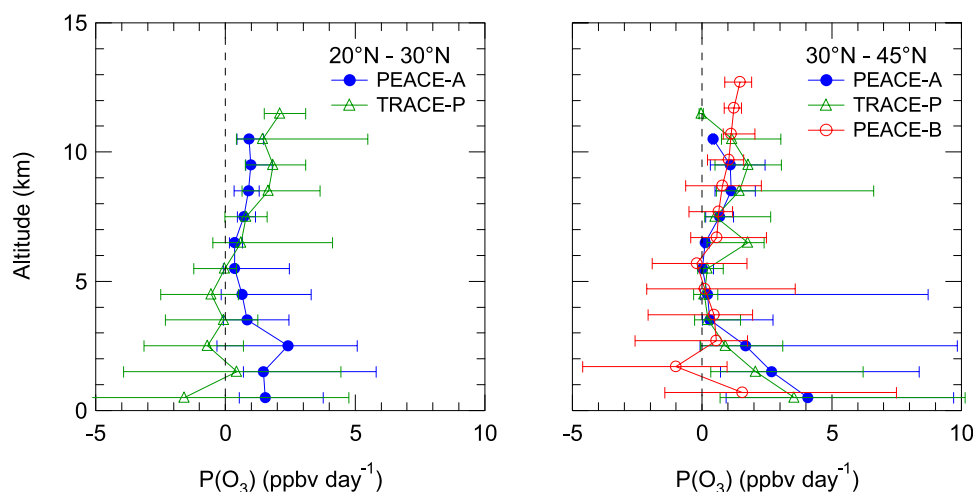 15
10
5
0
Altitude (km)
-5 0 5 10
P(O₃) (ppbv day⁻¹)
20°N - 30°N
PEACE-A
TRACE-P
-5 0 5 10
P(O₃) (ppbv day⁻¹)
30°N - 45°N
PEACE-A
TRACE-P
PEACE-B